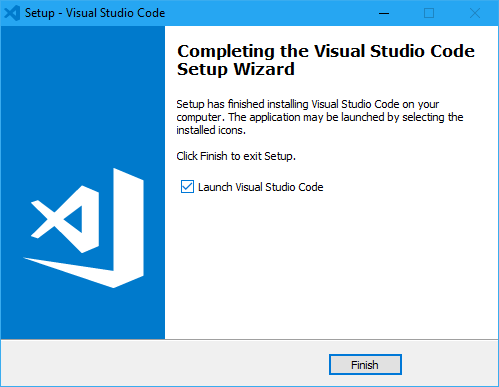 Setup - Visual Studio Code
Completing the Visual Studio Code
Setup Wizard
Setup has finished installing Visual Studio Code on your
computer. The application may be launched by selecting the
installed icons.
Click Finish to exit Setup.
Launch Visual Studio Code
Finish